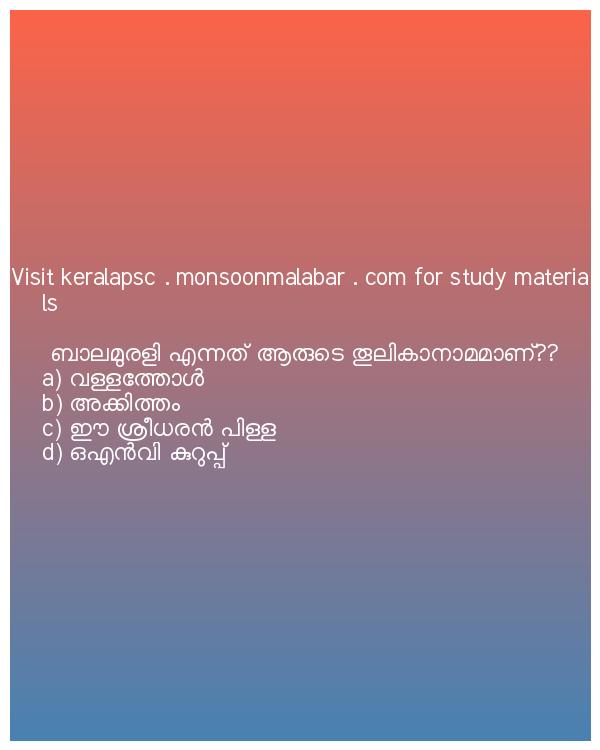 Visit keralapsc . monsoonmalabar . com for study materia
ls
ബാലമുരളി എന്നത് ആരുടെ തൂലികാനാമമാണ്??
a) വള്ളത്തോൾ
b) അക്കിത്തം
c) ഈ ശ്രീധരൻ പിള്ള
d) ഒഎൻവി കുറുപ്പ്